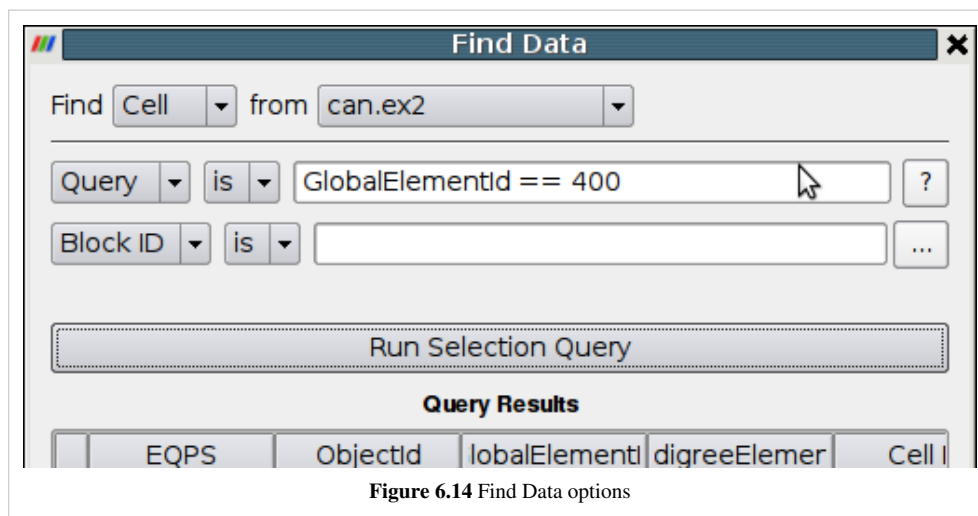 Find Data
Find Cell from can.ex2
Query is GlobalElementId == 400 ?
Block ID is ...
Run Selection Query
Query Results
EQPS ObjectId lobalElementI digreeElemer Cell I
Figure 6.14 Find Data options